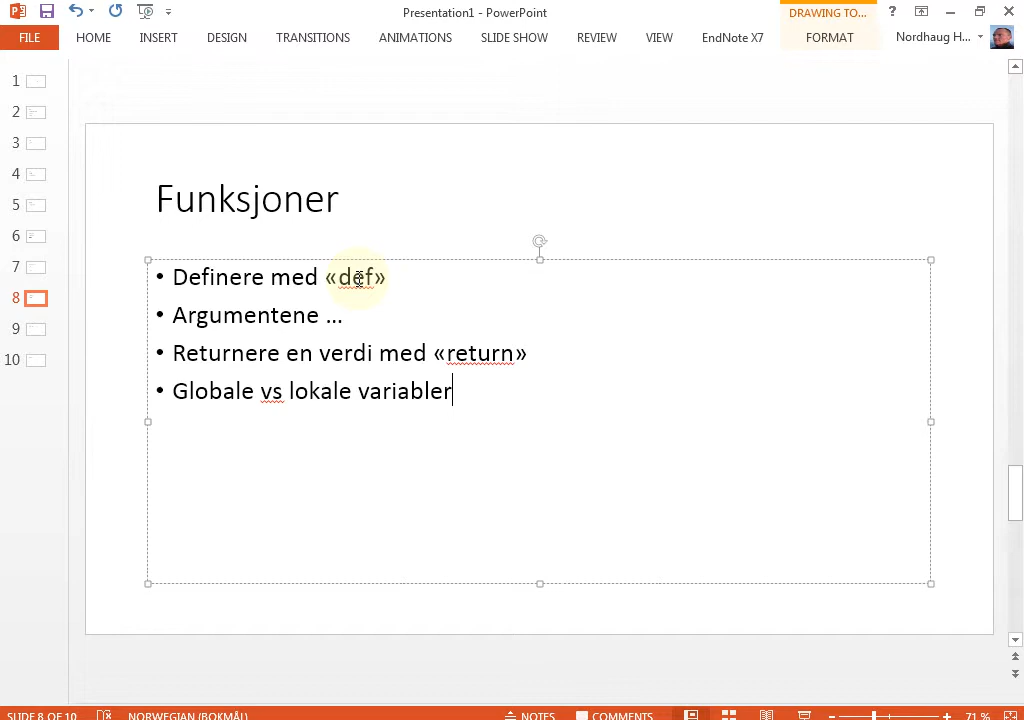 Presentation1 - PowerPoint
DRAWING TO...
FILE HOME INSERT DESIGN TRANSITIONS ANIMATIONS SLIDE SHOW REVIEW VIEW EndNote X7 FORMAT Nordhaug H...
1
2
3
4
5
6
7
8
9
10
Funksjoner
• Definere med «def»
• Argumentene ...
• Returnere en verdi med «return»
• Globale vs lokale variabler
SLIDE 8 OF 10 NORWEGIAN (BOKMÅL) NOTES COMMENTS 71 %